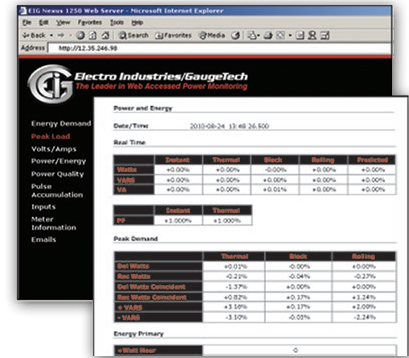 EIG Nexus 1250 Web Server - Microsoft Internet Explorer
File Edit View Favorites Tools Help
Back Search Favorites Media
Address http://12.35.246.98
EIG
Electro Industries/GaugeTech
The Leader in Web Accessed Power Monitoring
Energy Demand
Peak Load
Volts/Amps
Power/Energy
Power Quality
Pulse
Accumulation
Inputs
Meter
Information
Emails
Power and Energy
Date/Time 2010-08-24 13:48:26.500
Real Time
Instant Thermal Block Rolling Predicted
Watts +0.00% +0.00% -0.00% +0.00% +0.00%
VARS +0.00% +0.00% +0.00% +0.00% +0.00%
VA +0.00% +0.00% +0.01% +0.00% +0.00%
Instant Thermal
PF +1.000% +1.000%
Peak Demand
Thermal Block Rolling
Del Watts +0.01% -0.00% +0.00%
Rec Watts -0.21% -0.04% -0.27%
Del Watts Coincident -1.37% +0.00% +0.00%
Rec Watts Coincident +0.82% +0.17% +1.24%
+ VARS +3.16% +0.17% +2.09%
- VARS -3.10% -0.03% -2.24%
Energy Primary
+Watt Hour 0